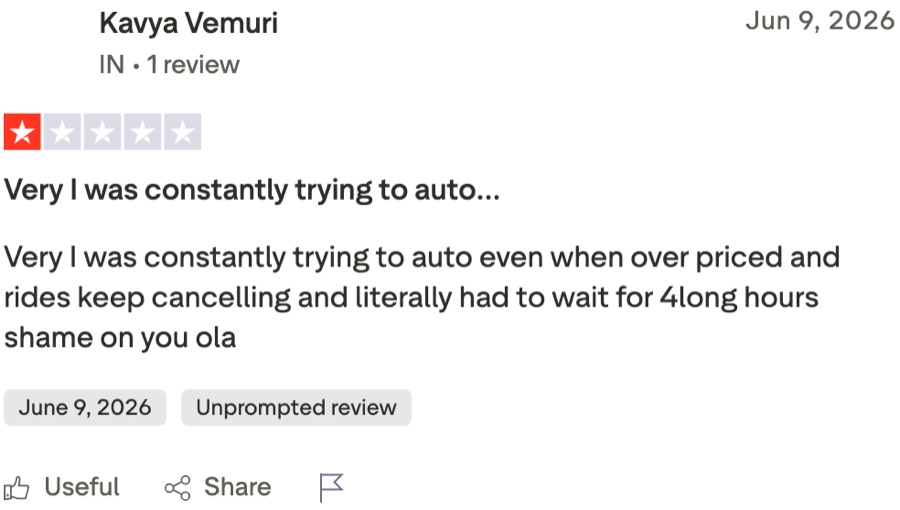 Kavya Vemuri
Jun 9, 2026
IN • 1 review
Very I was constantly trying to auto...
Very I was constantly trying to auto even when over priced and
rides keep cancelling and literally had to wait for 4long hours
shame on you ola
June 9, 2026
Unprompted review
Useful
Share